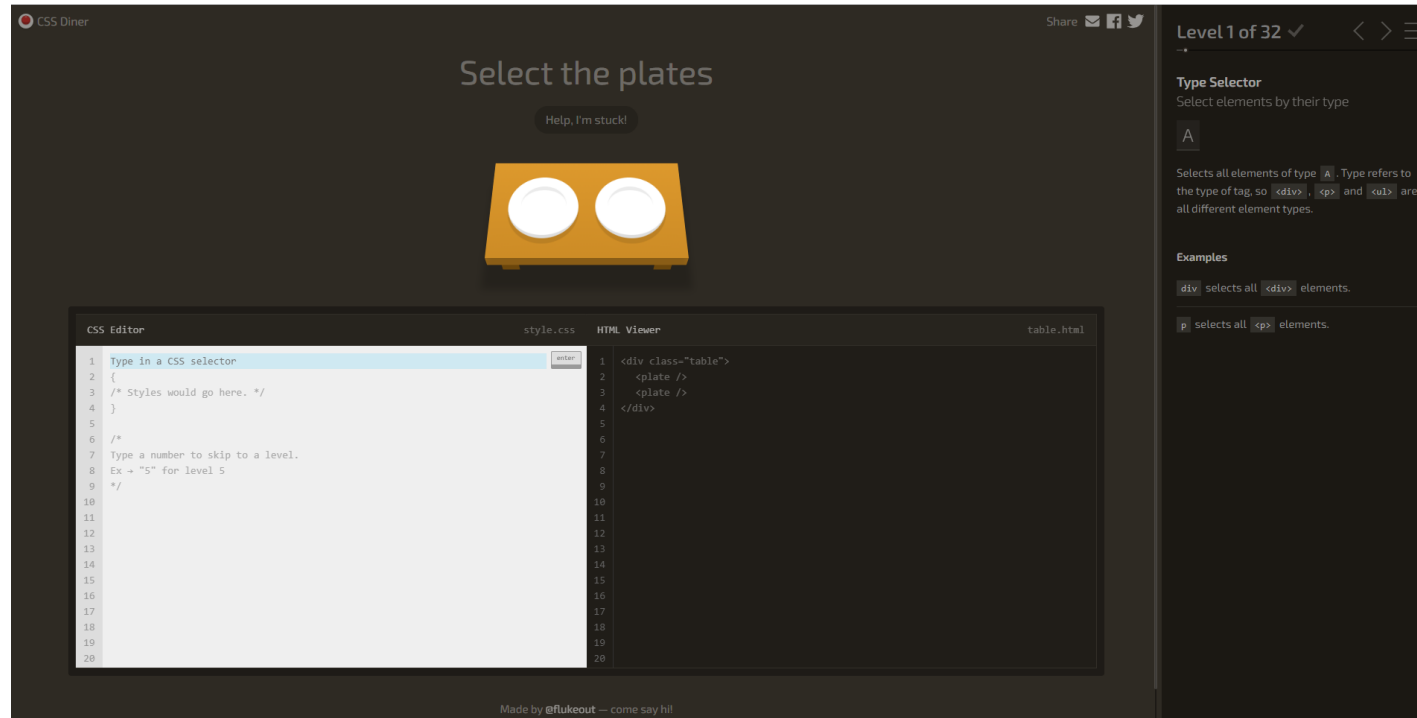 CSS Diner
Share
Select the plates
Help, I'm stuck!
CSS Editor
style.css
1 Type in a CSS selector
enter
2 {
3 /* Styles would go here. */
4 }
5
6 /*
7 Type a number to skip to a level.
8 Ex → "5" for level 5
9 */
10
11
12
13
14
15
16
17
18
19
20
HTML Viewer
table.html
1 <div class="table">
2 <plate />
3 <plate />
4 </div>
5
6
7
8
9
10
11
12
13
14
15
16
17
18
19
20
Made by @flukeout — come say hi!
Level 1 of 32
Type Selector
Select elements by their type
A
Selects all elements of type A . Type refers to
the type of tag, so <div> , <p> and <ul> are
all different element types.
Examples
div selects all <div> elements.
p selects all <p> elements.